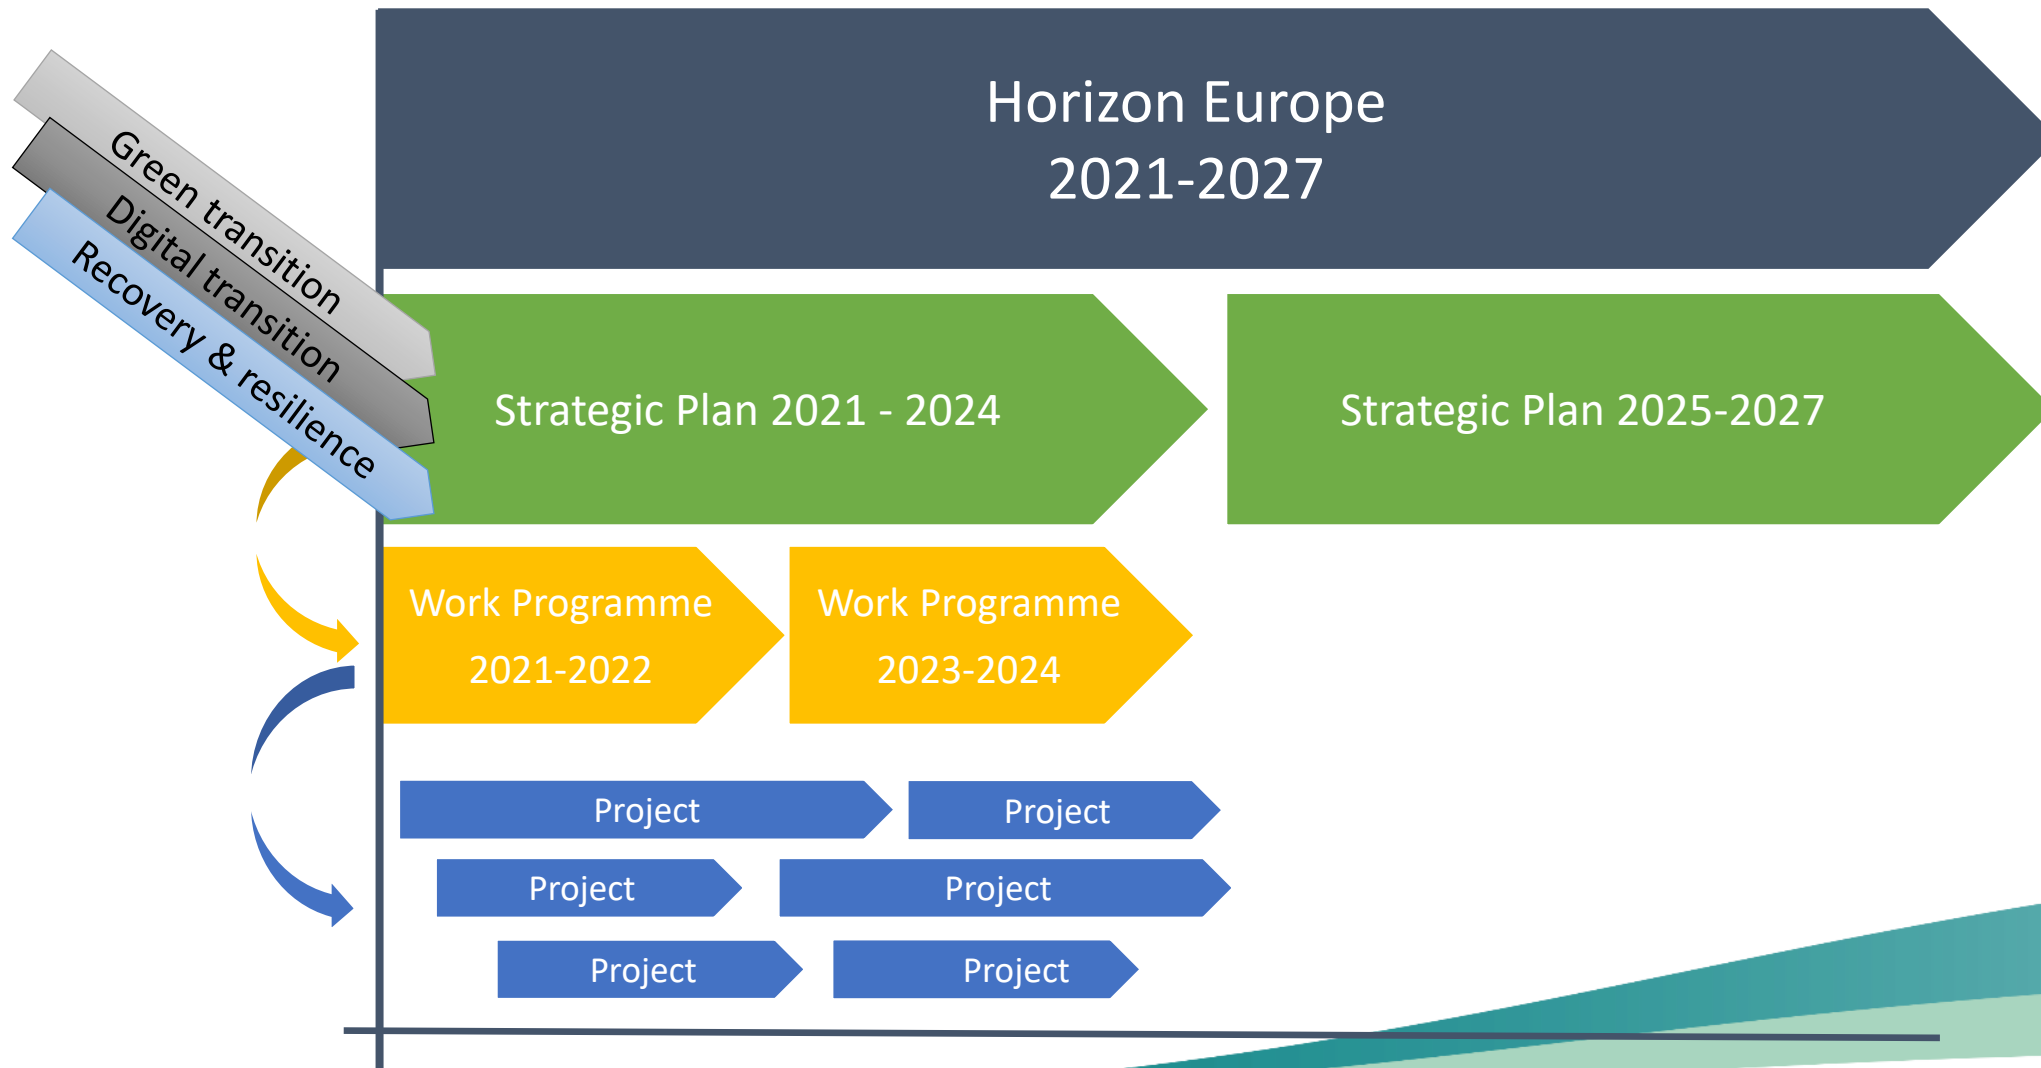 Horizon Europe
2021-2027
Green transition
Digital transition
Recovery & resilience
Strategic Plan 2021 - 2024
Strategic Plan 2025-2027
Work Programme
2021-2022
Work Programme
2023-2024
Project
Project
Project
Project
Project
Project